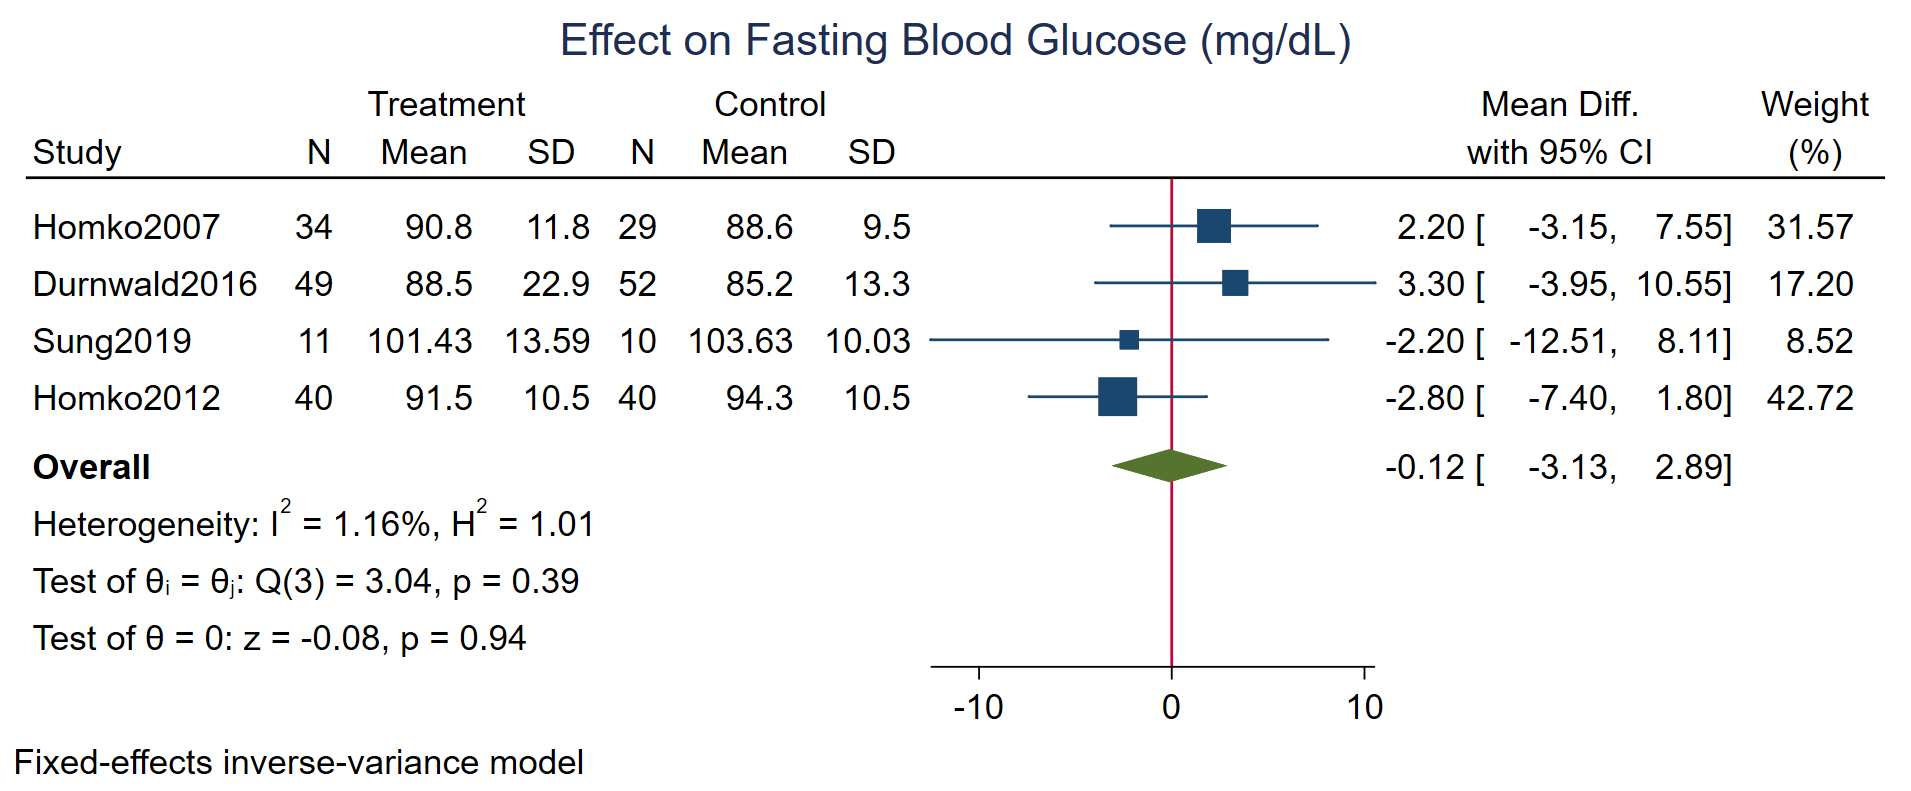 Effect on Fasting Blood Glucose (mg/dL)
Treatment Control Mean Diff. Weight
Study N Mean SD N Mean SD with 95% CI (%)
Homko2007 34 90.8 11.8 29 88.6 9.5 2.20 [ -3.15, 7.55] 31.57
Durnwald2016 49 88.5 22.9 52 85.2 13.3 3.30 [ -3.95, 10.55] 17.20
Sung2019 11 101.43 13.59 10 103.63 10.03 -2.20 [ -12.51, 8.11] 8.52
Homko2012 40 91.5 10.5 40 94.3 10.5 -2.80 [ -7.40, 1.80] 42.72
Overall -0.12 [ -3.13, 2.89]
Heterogeneity: I² = 1.16%, H² = 1.01
Test of θᵢ = θⱼ: Q(3) = 3.04, p = 0.39
Test of θ = 0: z = -0.08, p = 0.94
-10 0 10
Fixed-effects inverse-variance model